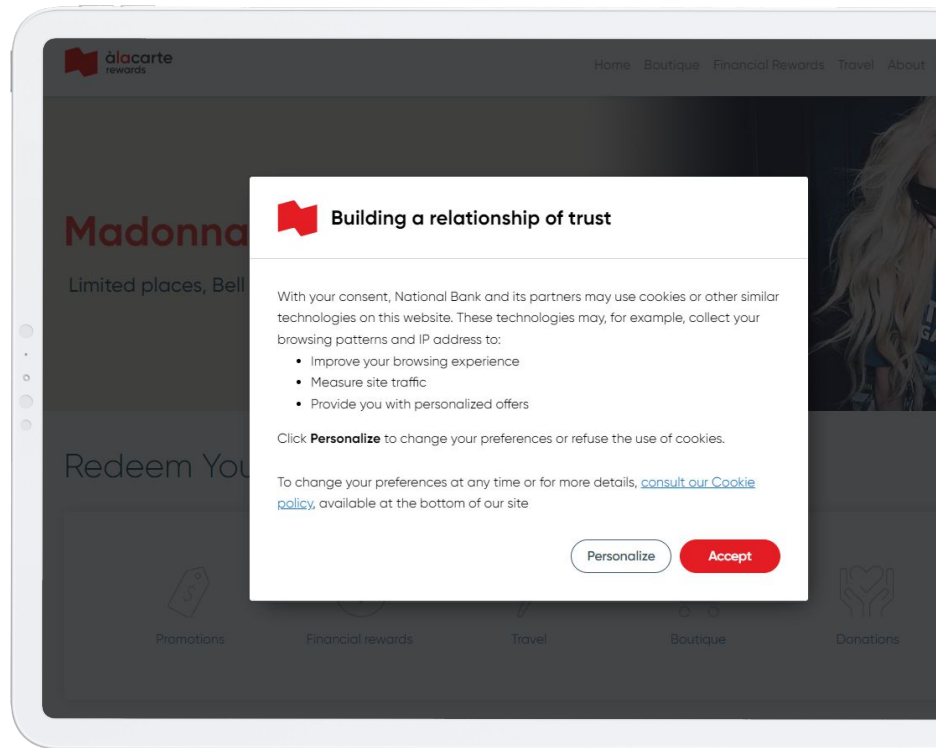 àlacarte
rewards
Home Boutique Financial Rewards Travel About
Madonna
Limited places, Bell
Building a relationship of trust
With your consent, National Bank and its partners may use cookies or other similar
technologies on this website. These technologies may, for example, collect your
browsing patterns and IP address to:
• Improve your browsing experience
• Measure site traffic
• Provide you with personalized offers
Click Personalize to change your preferences or refuse the use of cookies.
To change your preferences at any time or for more details, consult our Cookie
policy, available at the bottom of our site
Personalize Accept
Redeem You
Promotions Financial rewards Travel Boutique Donations